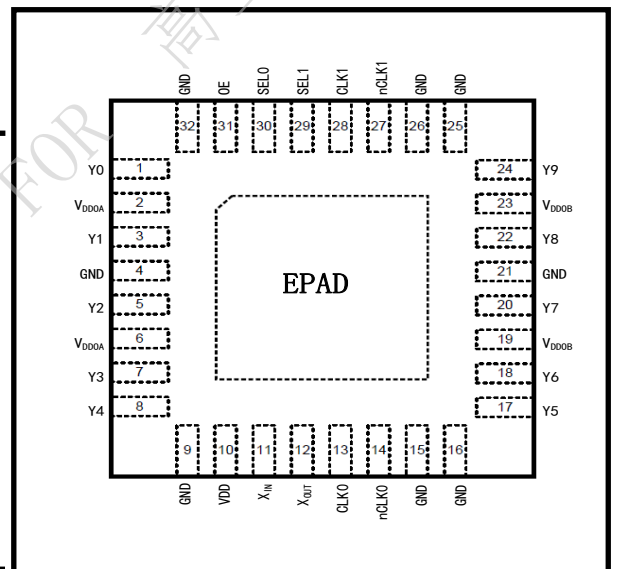 GND OE SEL0 SEL1 CLK1 nCLK1 GND GND
32 31 30 29 28 27 26 25
Y0 1 24 Y9
VDDOA 2 23 VDDOB
Y1 3 22 Y8
GND 4 21 GND
EPAD
Y2 5 20 Y7
VDDOA 6 19 VDDOB
Y3 7 18 Y6
Y4 8 17 Y5
9 10 11 12 13 14 15 16
GND VDD XIN XOUT CLK0 nCLK0 GND GND
FOR 高